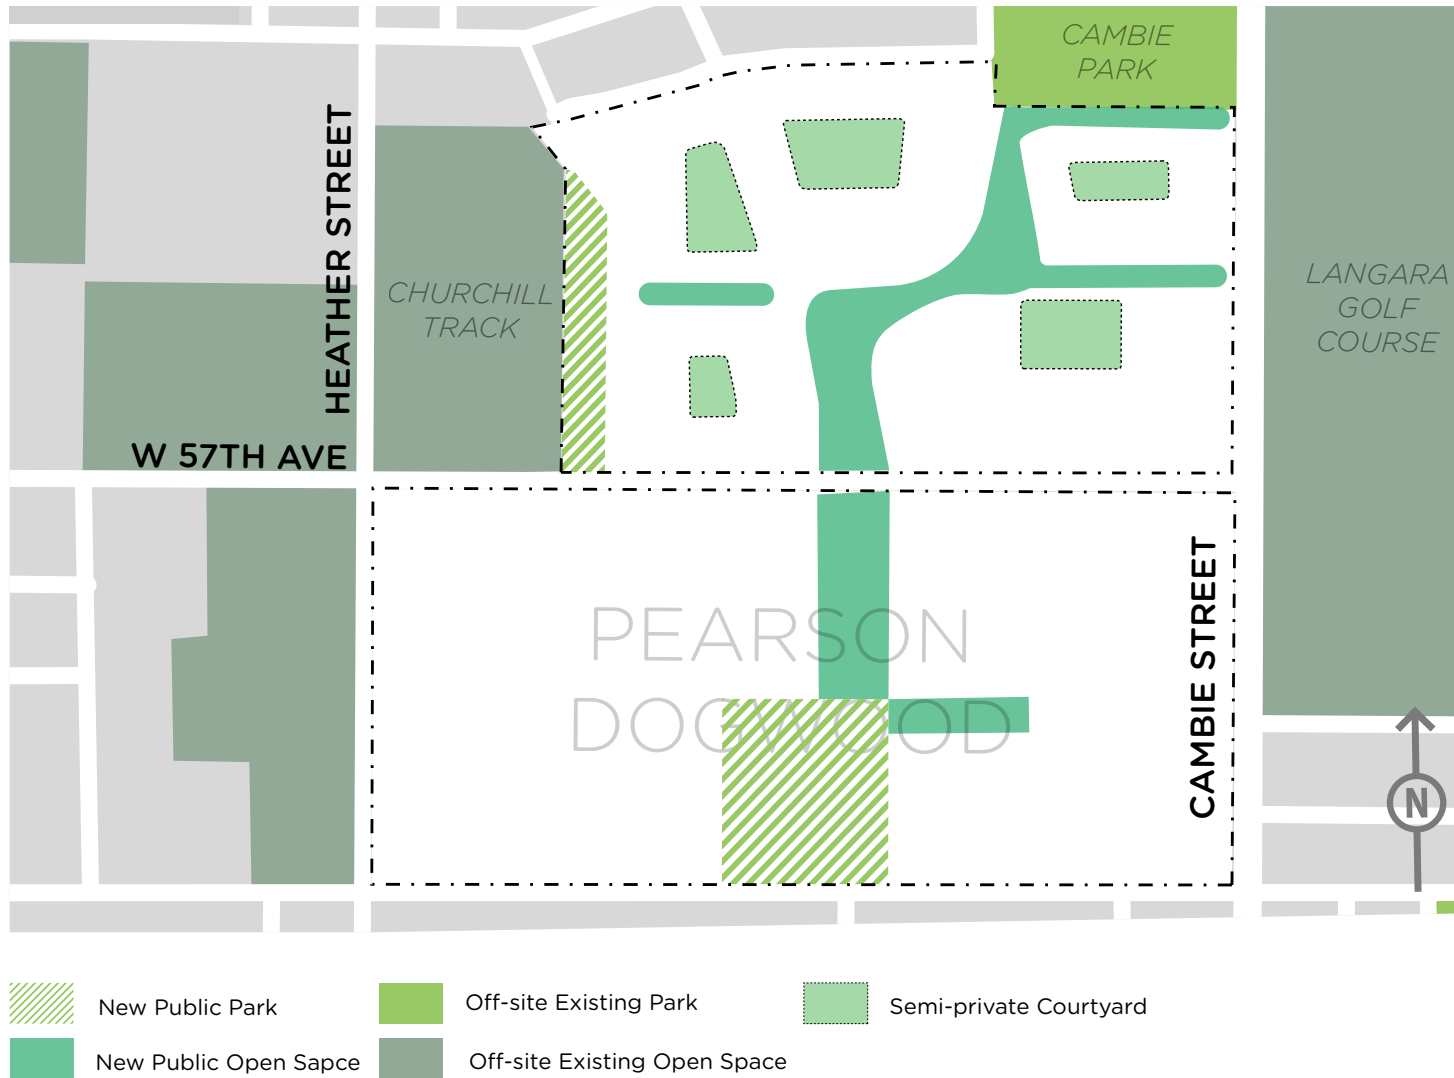 CAMBIE
PARK
HEATHER STREET
CHURCHILL
TRACK
LANGARA
GOLF
COURSE
W 57TH AVE
PEARSON
DOGWOOD
CAMBIE STREET
N
New Public Park
Off-site Existing Park
Semi-private Courtyard
New Public Open Sapce
Off-site Existing Open Space